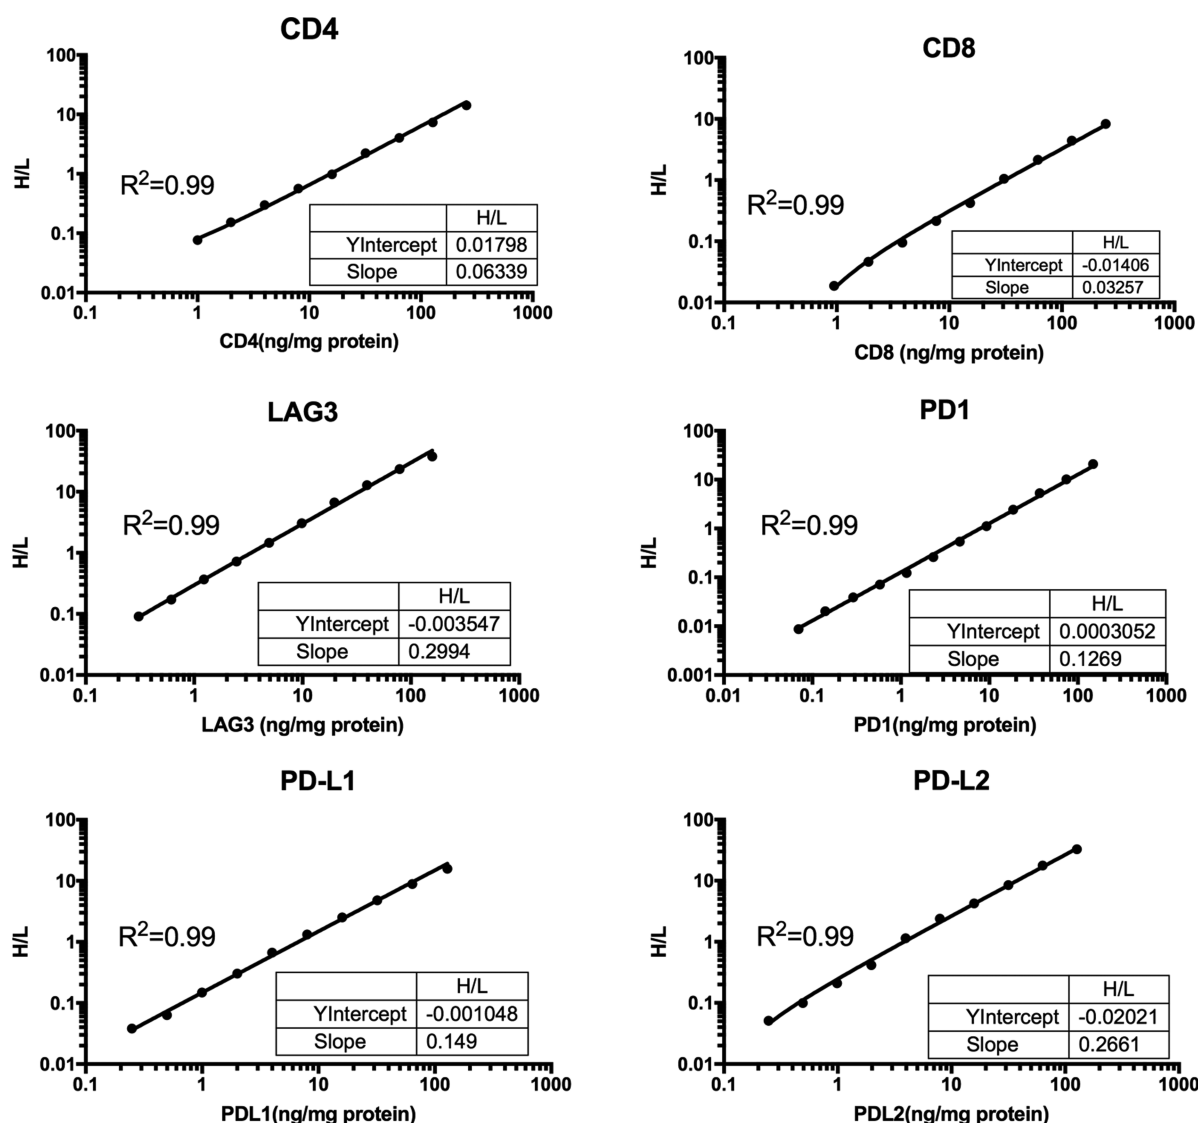 CD4
100
10
1
0.1
0.01
H/L
R2=0.99
H/L
YIntercept 0.01798
Slope 0.06339
0.1 1 10 100 1000
CD4(ng/mg protein)
CD8
100
10
1
0.1
0.01
H/L
R2=0.99
H/L
YIntercept -0.01406
Slope 0.03257
0.1 1 10 100 1000
CD8 (ng/mg protein)
LAG3
100
10
1
0.1
0.01
H/L
R2=0.99
H/L
YIntercept -0.003547
Slope 0.2994
0.1 1 10 100 1000
LAG3 (ng/mg protein)
PD1
100
10
1
0.1
0.01
0.001
H/L
R2=0.99
H/L
YIntercept 0.0003052
Slope 0.1269
0.01 0.1 1 10 100 1000
PD1(ng/mg protein)
PD-L1
100
10
1
0.1
0.01
H/L
R2=0.99
H/L
YIntercept -0.001048
Slope 0.149
0.1 1 10 100 1000
PDL1(ng/mg protein)
PD-L2
100
10
1
0.1
0.01
H/L
R2=0.99
H/L
YIntercept -0.02021
Slope 0.2661
0.1 1 10 100 1000
PDL2(ng/mg protein)